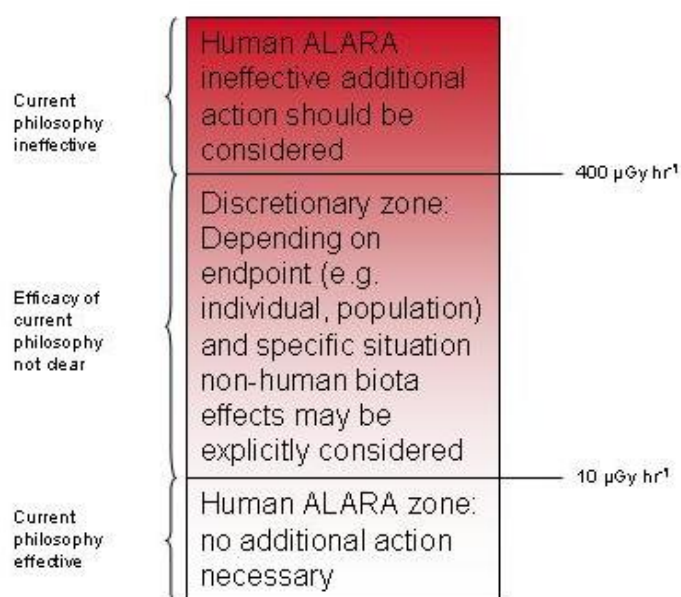 Human ALARA
ineffective additional
action should be
considered
Current
philosophy
ineffective
400 µGy hr⁻¹
Discretionary zone:
Depending on
endpoint (e.g.
individual, population)
and specific situation
non-human biota
effects may be
explicitly considered
Efficacy of
current
philosophy
not clear
10 µGy hr⁻¹
Human ALARA zone:
no additional action
necessary
Current
philosophy
effective